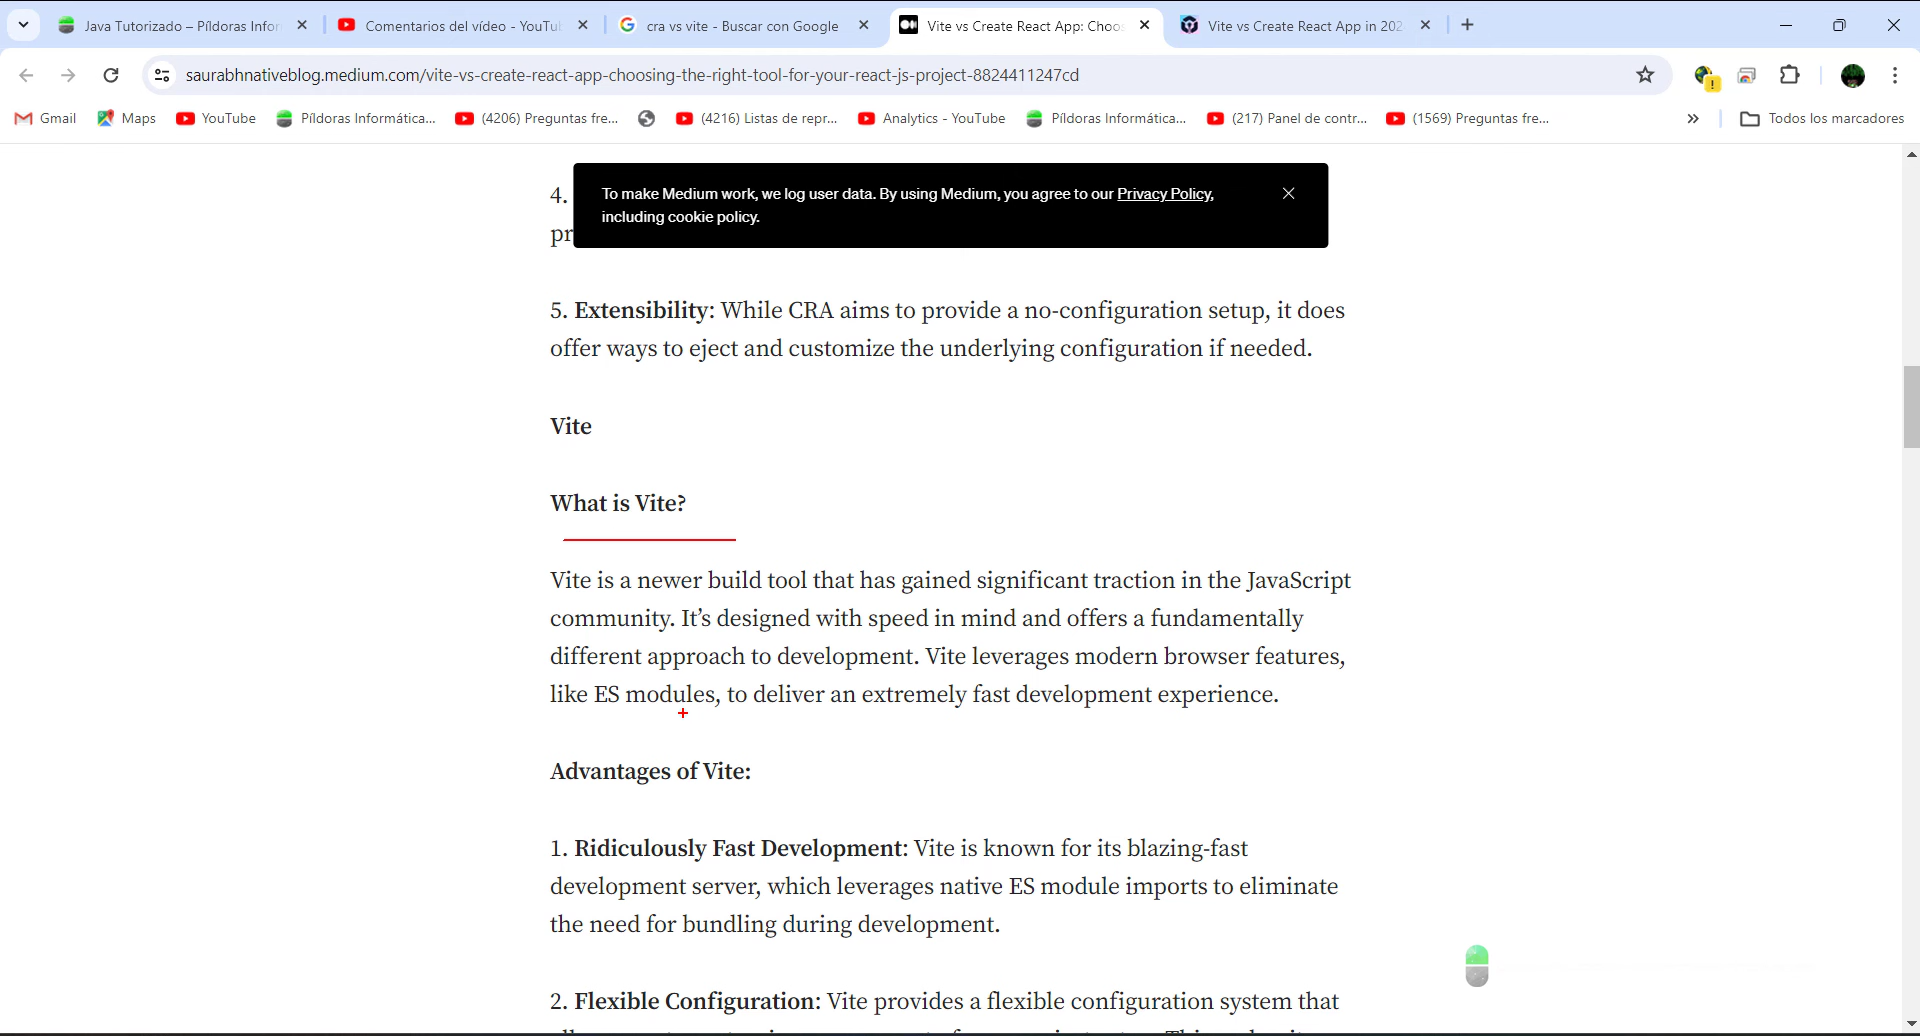 Java Tutorizado – Píldoras Infor
Comentarios del vídeo - YouTu
cra vs vite - Buscar con Google
Vite vs Create React App: Choos
Vite vs Create React App in 202
saurabhnativeblog.medium.com/vite-vs-create-react-app-choosing-the-right-tool-for-your-react-js-project-8824411247cd
Gmail
Maps
YouTube
Píldoras Informática...
(4206) Preguntas fre...
(4216) Listas de repr...
Analytics - YouTube
Píldoras Informática...
(217) Panel de contr...
(1569) Preguntas fre...
Todos los marcadores
To make Medium work, we log user data. By using Medium, you agree to our Privacy Policy,
including cookie policy.
4.
pr
5. Extensibility: While CRA aims to provide a no-configuration setup, it does
offer ways to eject and customize the underlying configuration if needed.
Vite
What is Vite?
Vite is a newer build tool that has gained significant traction in the JavaScript
community. It’s designed with speed in mind and offers a fundamentally
different approach to development. Vite leverages modern browser features,
like ES modules, to deliver an extremely fast development experience.
Advantages of Vite:
1. Ridiculously Fast Development: Vite is known for its blazing-fast
development server, which leverages native ES module imports to eliminate
the need for bundling during development.
2. Flexible Configuration: Vite provides a flexible configuration system that